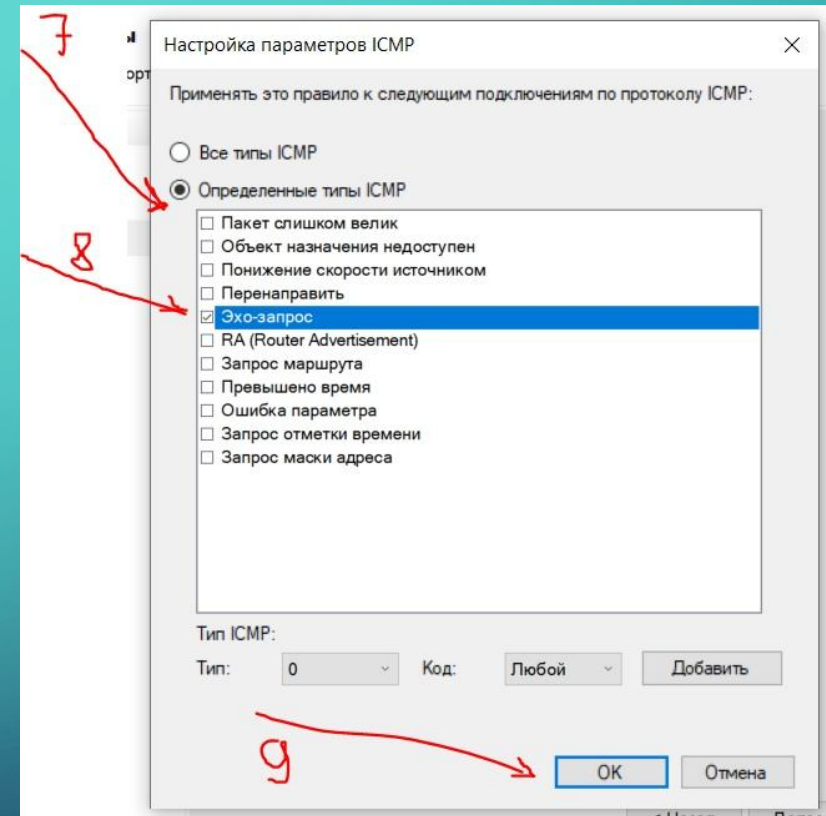 7
Настройка параметров ICMP
Применять это правило к следующим подключениям по протоколу ICMP:
Все типы ICMP
Определенные типы ICMP
Пакет слишком велик
Объект назначения недоступен
8
Понижение скорости источником
Перенаправить
Эхо-запрос
RA (Router Advertisement)
Запрос маршрута
Превышено время
Ошибка параметра
Запрос отметки времени
Запрос маски адреса
Тип ICMP:
Тип: 0 Код: Любой Добавить
9
OK Отмена